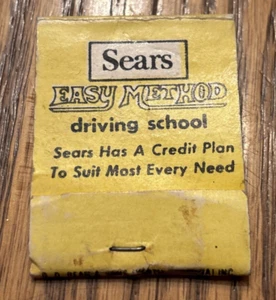 Sears
EASY METHOD
driving school
Sears Has A Credit Plan
To Suit Most Every Need